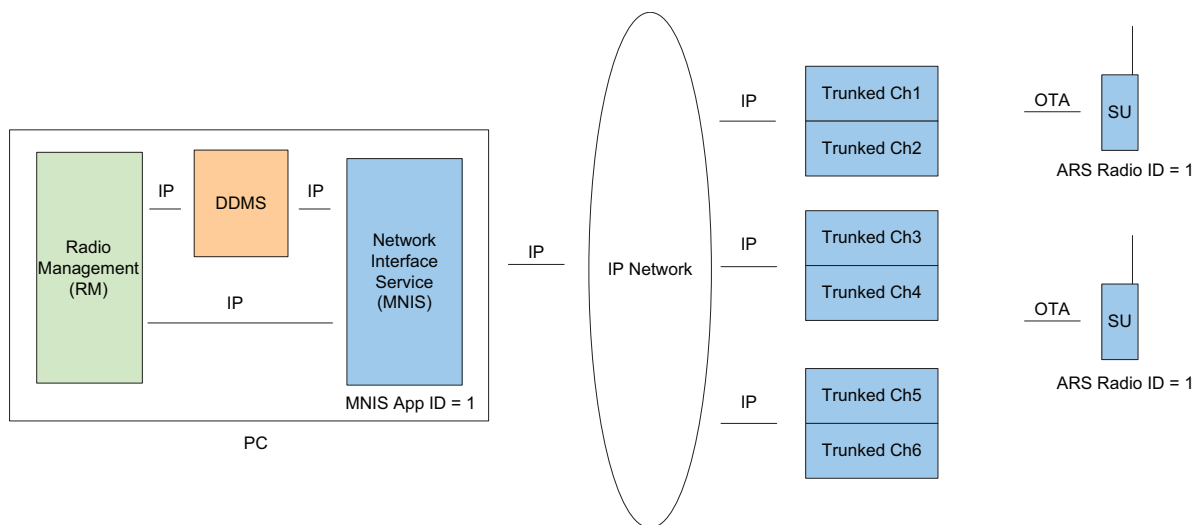 Radio
Management
(RM)
IP
DDMS
IP
Network
Interface
Service
(MNIS)
IP
MNIS App ID = 1
PC
IP
IP Network
IP
Trunked Ch1
Trunked Ch2
IP
Trunked Ch3
Trunked Ch4
IP
Trunked Ch5
Trunked Ch6
OTA
SU
ARS Radio ID = 1
OTA
SU
ARS Radio ID = 1